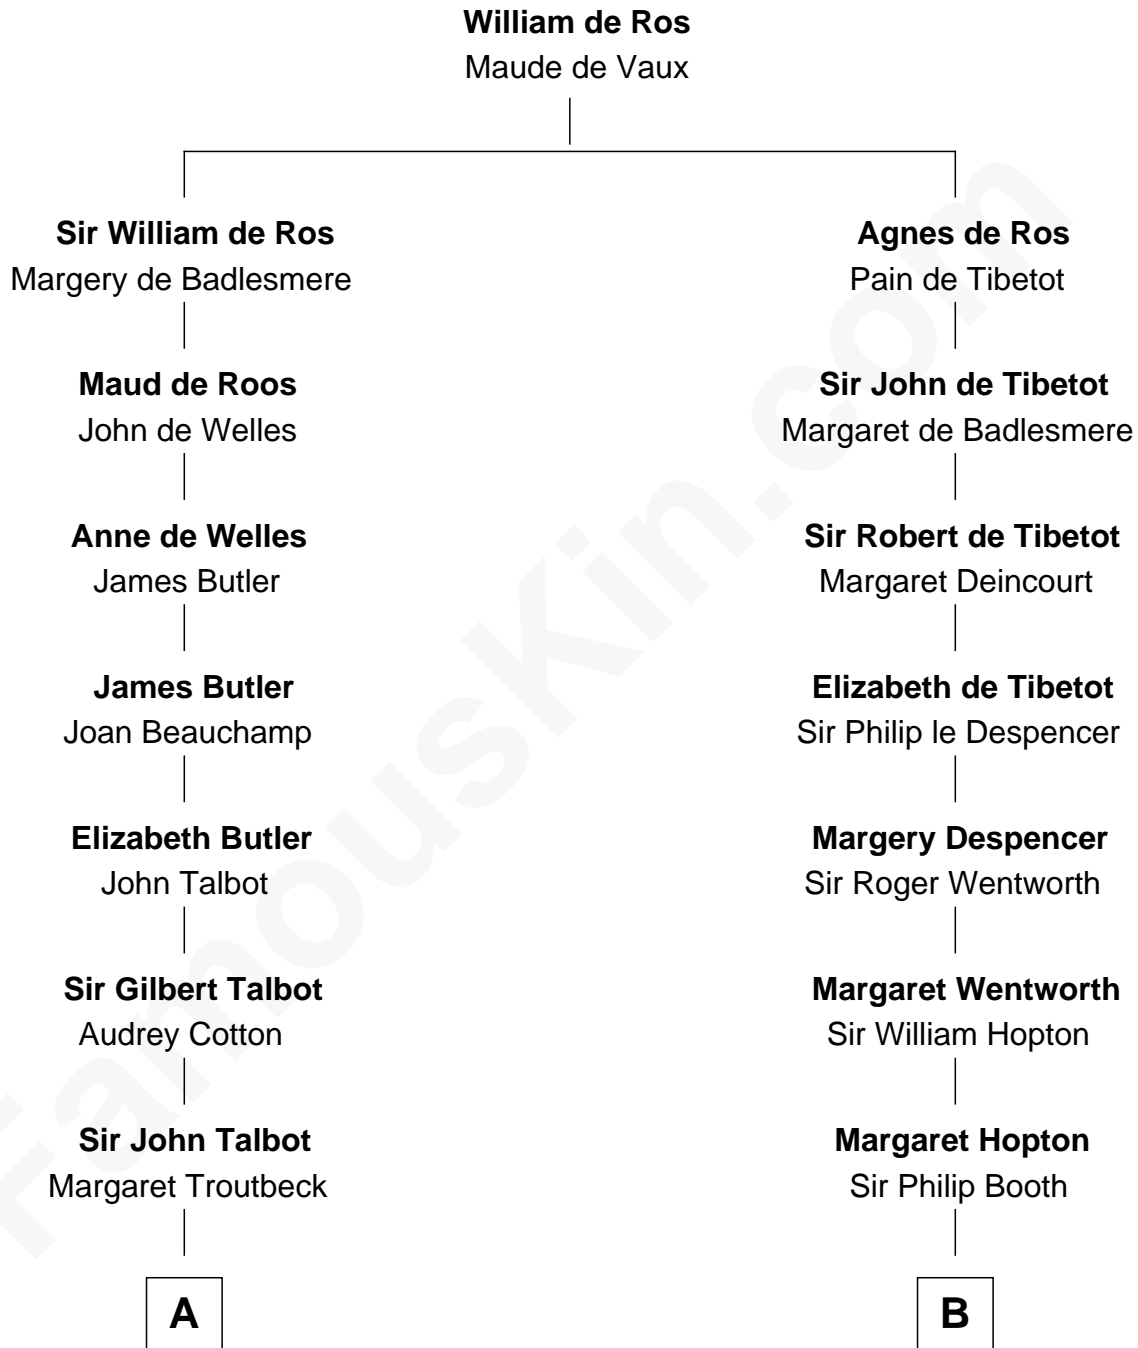 William de Ros
Maude de Vaux
Sir William de Ros
Margery de Badlesmere
Maud de Roos
John de Welles
Anne de Welles
James Butler
James Butler
Joan Beauchamp
Elizabeth Butler
John Talbot
Sir Gilbert Talbot
Audrey Cotton
Sir John Talbot
Margaret Troutbeck
A
Agnes de Ros
Pain de Tibetot
Sir John de Tibetot
Margaret de Badlesmere
Sir Robert de Tibetot
Margaret Deincourt
Elizabeth de Tibetot
Sir Philip le Despencer
Margery Despencer
Sir Roger Wentworth
Margaret Wentworth
Sir William Hopton
Margaret Hopton
Sir Philip Booth
B
FamousKin.com